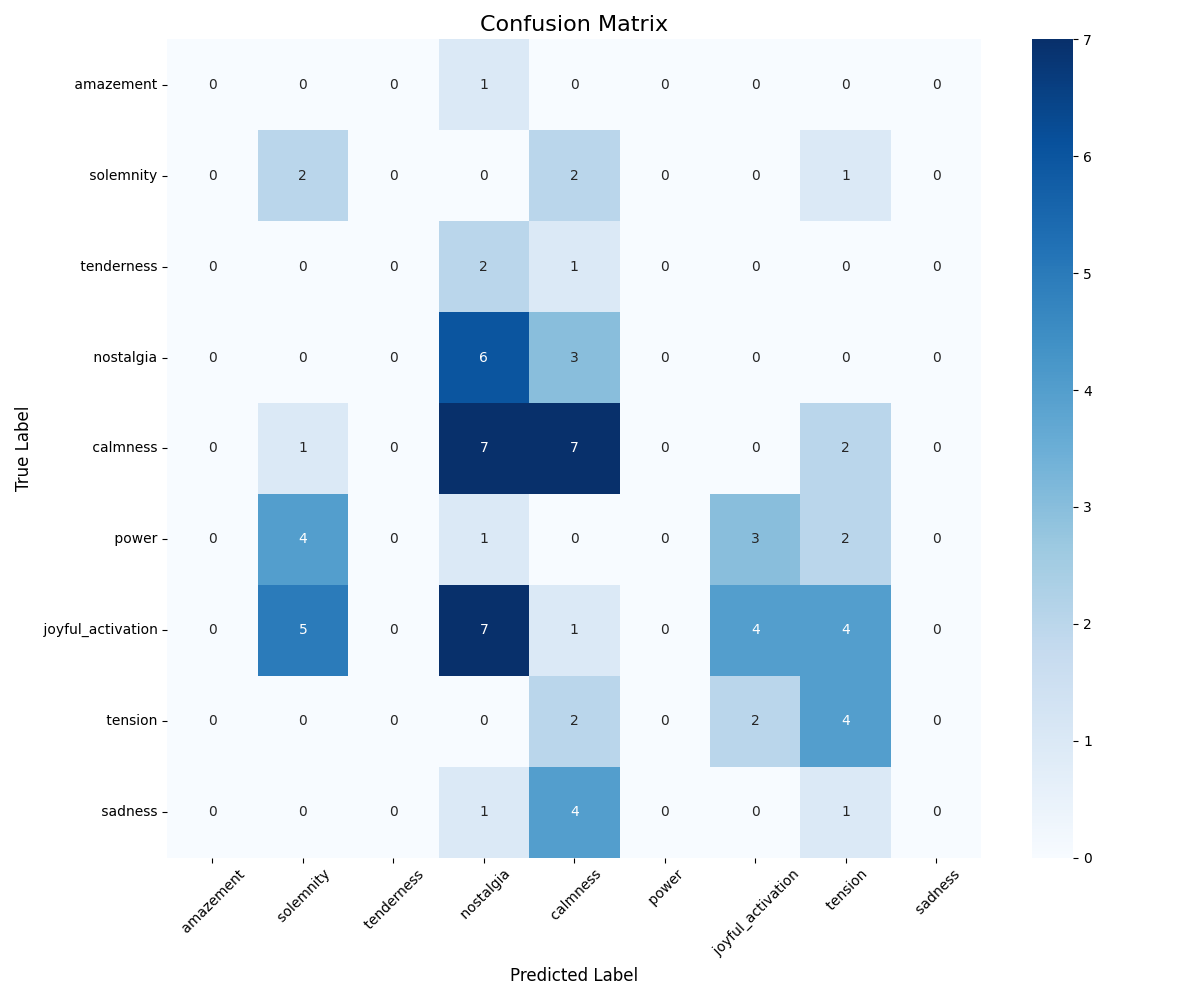 Confusion Matrix
amazement 0 0 0 1 0 0 0 0 0
solemnity 0 2 0 0 2 0 0 1 0
tenderness 0 0 0 2 1 0 0 0 0
nostalgia 0 0 0 6 3 0 0 0 0
calmness 0 1 0 7 7 0 0 2 0
power 0 4 0 1 0 0 3 2 0
joyful_activation 0 5 0 7 1 0 4 4 0
tension 0 0 0 0 2 0 2 4 0
sadness 0 0 0 1 4 0 0 1 0
amazement solemnity tenderness nostalgia calmness power joyful_activation tension sadness
Predicted Label
True Label
7
6
5
4
3
2
1
0